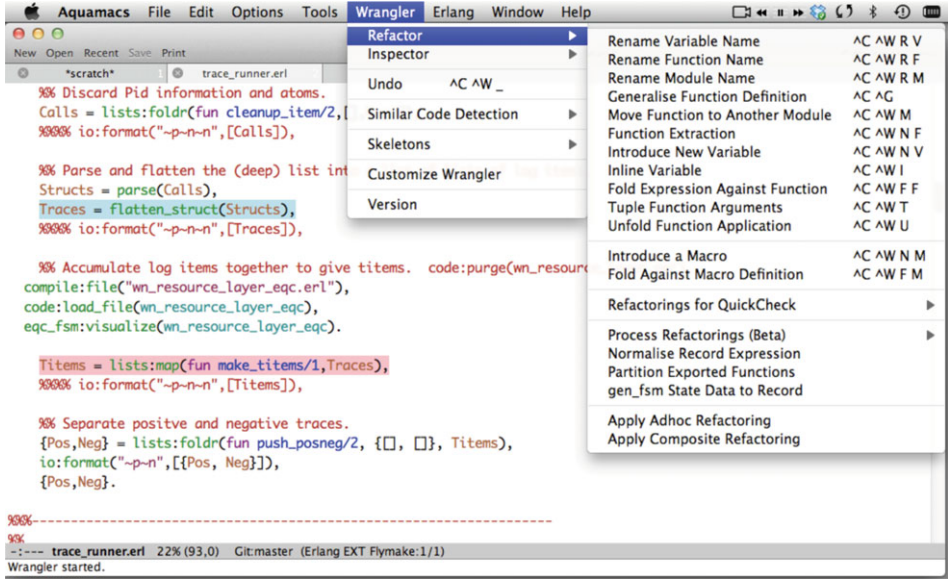 Aquamacs File Edit Options Tools Wrangler Erlang Window Help
New Open Recent Save Print
*scratch* trace_runner.erl
%% Discard Pid information and atoms.
Calls = lists:foldr(fun cleanup_item/2,[
%%%% io:format("~p~n~n",[Calls]),
%% Parse and flatten the (deep) list int
Structs = parse(Calls),
Traces = flatten_struct(Structs),
%%%% io:format("~p~n~n",[Traces]),
%% Accumulate log items together to give titems. code:purge(wn_resourc
compile:file("wn_resource_layer_eqc.erl"),
code:load_file(wn_resource_layer_eqc),
eqc_fsm:visualize(wn_resource_layer_eqc).
Titems = lists:map(fun make_titems/1,Traces),
%%%% io:format("~p~n~n",[Titems]),
%% Separate positve and negative traces.
{Pos,Neg} = lists:foldr(fun push_posneg/2, {[], []}, Titems),
io:format("~p~n",[{Pos, Neg}]),
{Pos,Neg}.
%%%-------------------------------------------------------------------
%%
-:--- trace_runner.erl 22% (93,0) Git:master (Erlang EXT Flymake:1/1)
Wrangler started.
Refactor
Inspector
Undo ^C ^W _
Similar Code Detection
Skeletons
Customize Wrangler
Version
Rename Variable Name ^C ^W R V
Rename Function Name ^C ^W R F
Rename Module Name ^C ^W R M
Generalise Function Definition ^C ^G
Move Function to Another Module ^C ^W M
Function Extraction ^C ^W N F
Introduce New Variable ^C ^W N V
Inline Variable ^C ^W I
Fold Expression Against Function ^C ^W F F
Tuple Function Arguments ^C ^W T
Unfold Function Application ^C ^W U
Introduce a Macro ^C ^W N M
Fold Against Macro Definition ^C ^W F M
Refactorings for QuickCheck
Process Refactorings (Beta)
Normalise Record Expression
Partition Exported Functions
gen_fsm State Data to Record
Apply Adhoc Refactoring
Apply Composite Refactoring